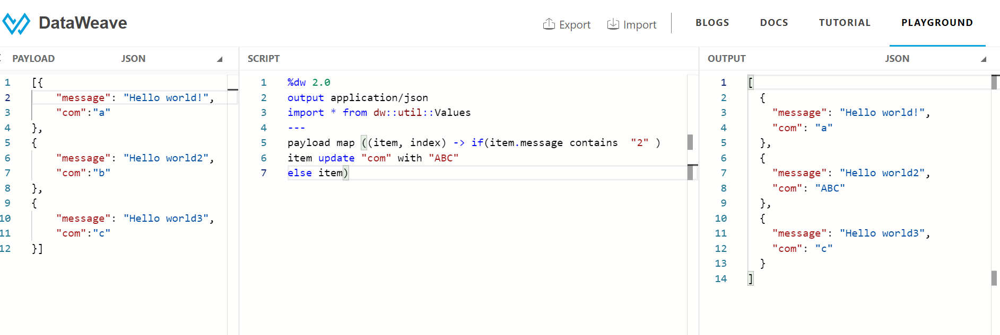 DataWeave
Export Import BLOGS DOCS TUTORIAL PLAYGROUND
PAYLOAD JSON
1 [{
2 "message": "Hello world!",
3 "com":"a"
4 },
5 {
6 "message": "Hello world2",
7 "com":"b"
8 },
9 {
10 "message": "Hello world3",
11 "com":"c"
12 }]
SCRIPT
1 %dw 2.0
2 output application/json
3 import * from dw::util::Values
4 ---
5 payload map ((item, index) -> if(item.message contains  "2" )
6 item update "com" with "ABC"
7 else item)
OUTPUT JSON
1 [
2 {
3 "message": "Hello world!",
4 "com": "a"
5 },
6 {
7 "message": "Hello world2",
8 "com": "ABC"
9 },
10 {
11 "message": "Hello world3",
12 "com": "c"
13 }
14 ]